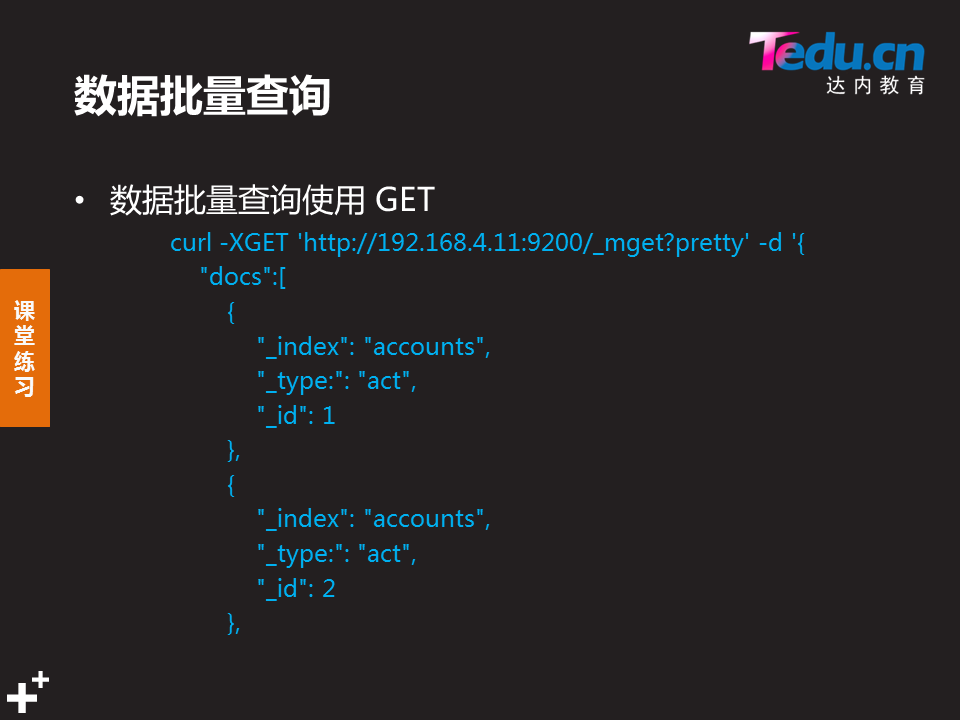 Tedu.cn
达内教育
数据批量查询
• 数据批量查询使用 GET
curl -XGET 'http://192.168.4.11:9200/_mget?pretty' -d '{
"docs":[
{
"_index": "accounts",
"_type:": "act",
"_id": 1
},
{
"_index": "accounts",
"_type:": "act",
"_id": 2
},
课
堂
练
习